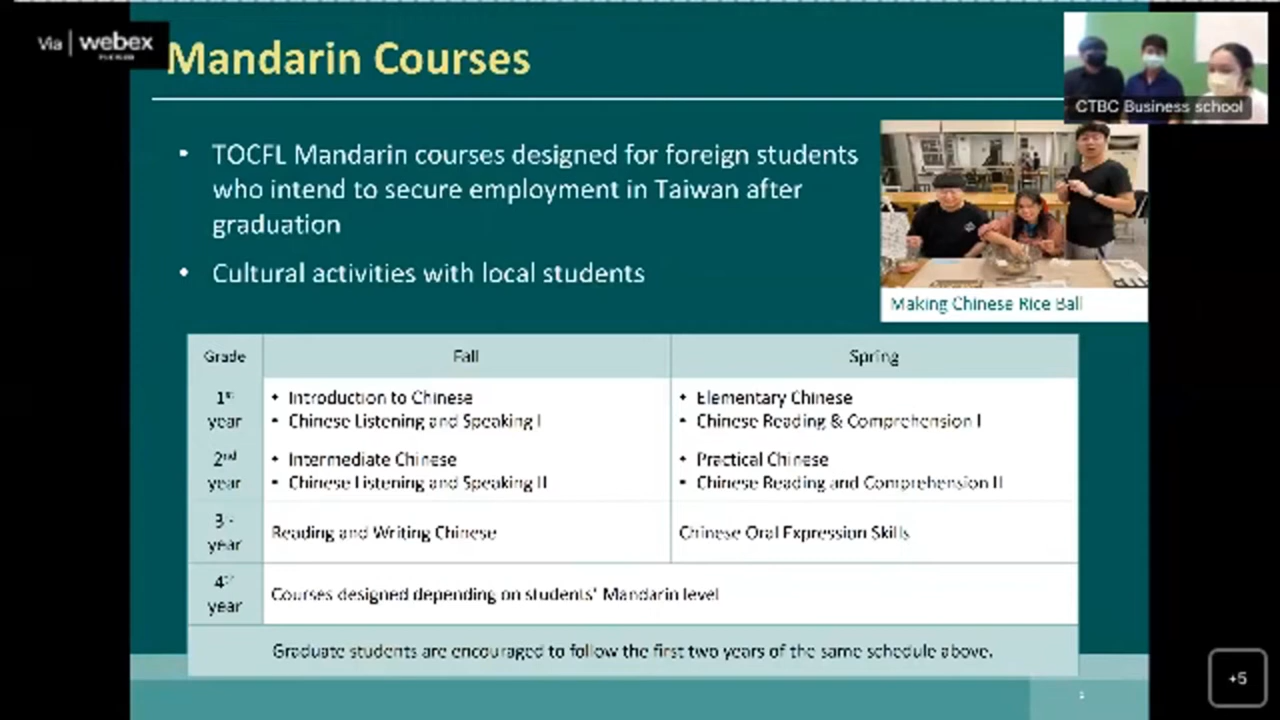 Via | webex
Mandarin Courses
CTBC Business school
• TOCFL Mandarin courses designed for foreign students
who intend to secure employment in Taiwan after
graduation
• Cultural activities with local students
Making Chinese Rice Ball
Grade
Fall
Spring
1st
year
• Introduction to Chinese
• Chinese Listening and Speaking I
• Elementary Chinese
• Chinese Reading & Comprehension I
2nd
year
• Intermediate Chinese
• Chinese Listening and Speaking II
• Practical Chinese
• Chinese Reading and Comprehension II
3
year
Reading and Writing Chinese
Chinese Oral Expression Skills
4
year
Courses designed depending on students' Mandarin level
Graduate students are encouraged to follow the first two years of the same schedule above.
+5